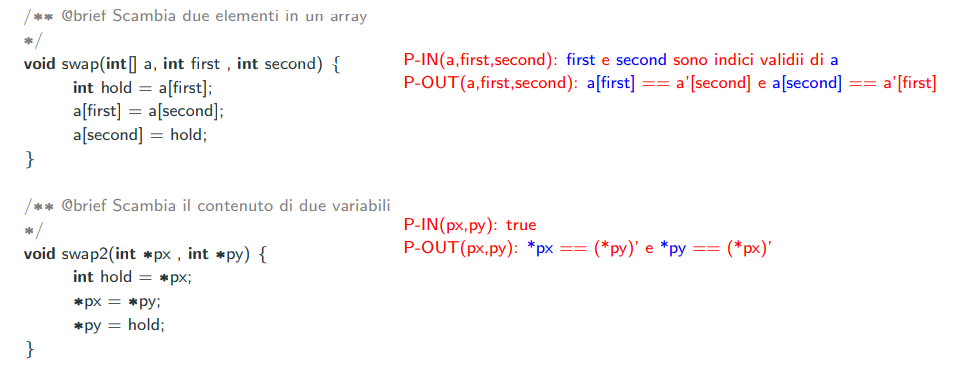 /** @brief Scambia due elementi in un array
*/
void swap(int[] a, int first , int second) {
P-IN(a,first,second): first e second sono indici validii di a
int hold = a[first];
P-OUT(a,first,second): a[first] == a'[second] e a[second] == a'[first]
a[first] = a[second];
a[second] = hold;
}
/** @brief Scambia il contenuto di due variabili
*/
P-IN(px,py): true
void swap2(int *px , int *py) {
P-OUT(px,py): *px == (*py)' e *py == (*px)'
int hold = *px;
*px = *py;
*py = hold;
}